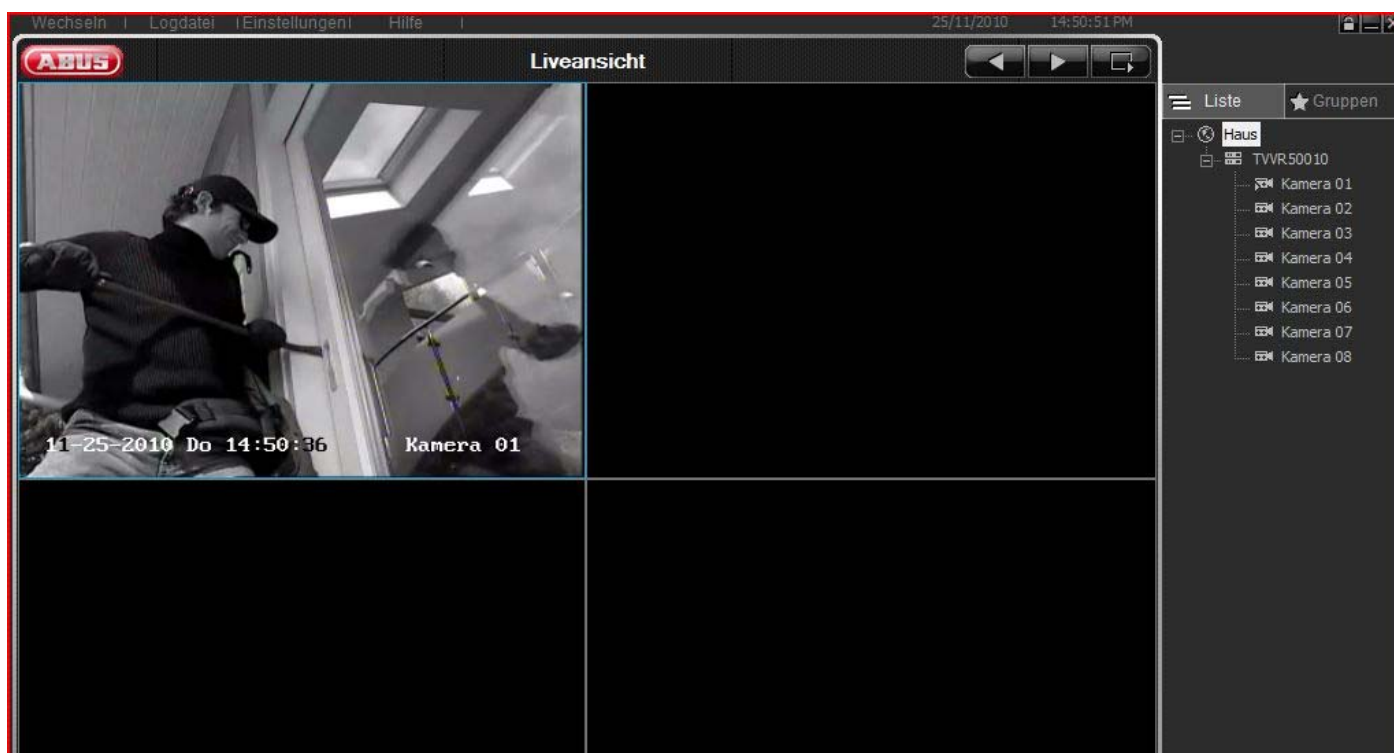 Wechseln | Logdatei | Einstellungen | Hilfe | 25/11/2010 14:50:51 PM
ABUS Liveansicht
Liste Gruppen
Haus
TVVR50010
Kamera 01
Kamera 02
Kamera 03
Kamera 04
Kamera 05
Kamera 06
Kamera 07
Kamera 08
11-25-2010 Do 14:50:36 Kamera 01